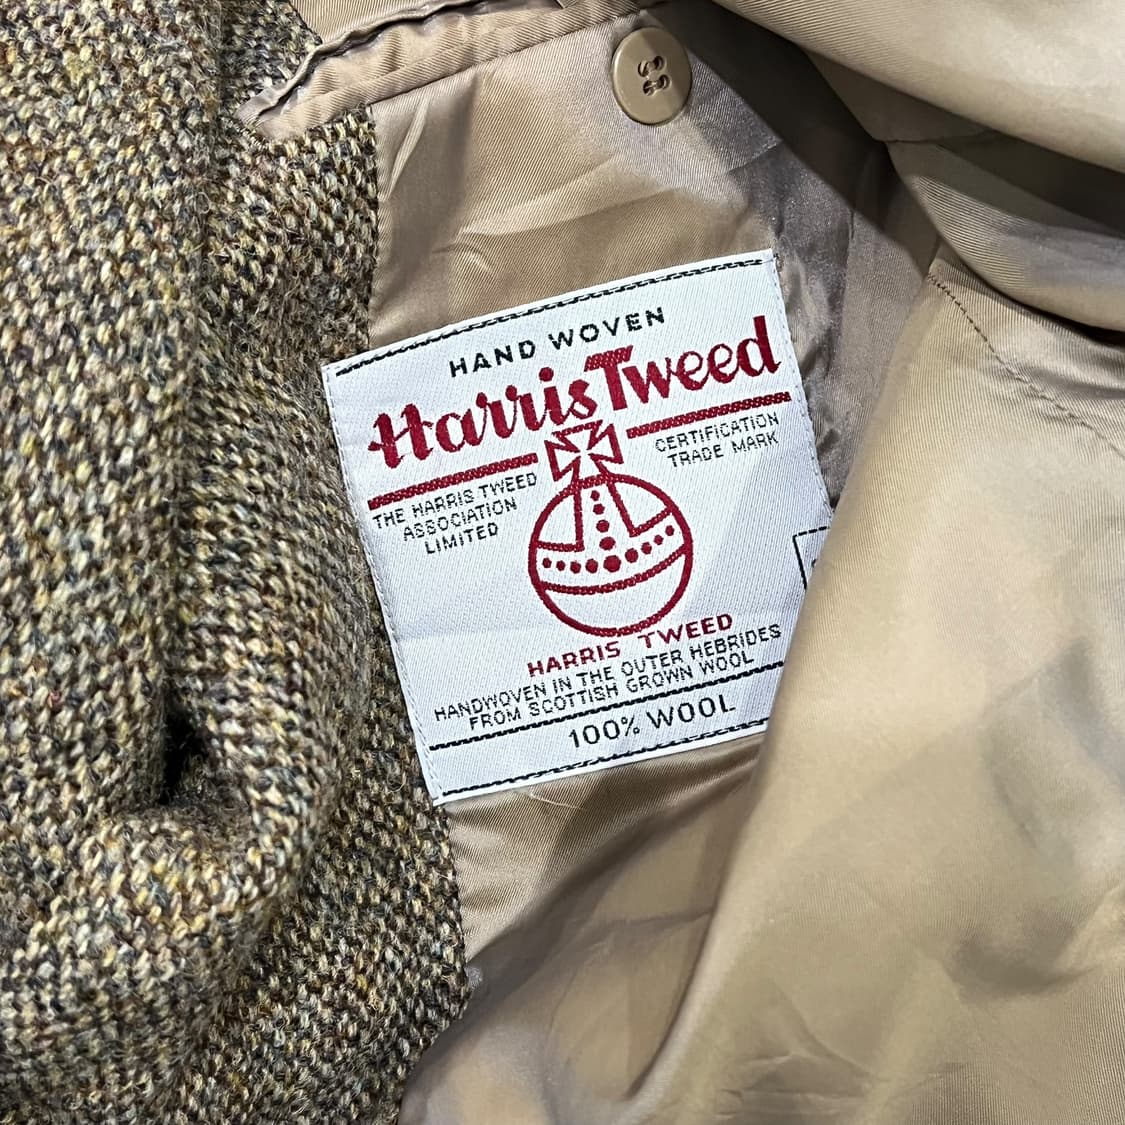 HAND WOVEN
Harris Tweed
CERTIFICATION
TRADE MARK
THE HARRIS TWEED
ASSOCIATION
LIMITED
HARRIS TWEED
HANDWOVEN IN THE OUTER HEBRIDES
FROM SCOTTISH GROWN WOOL
100% WOOL